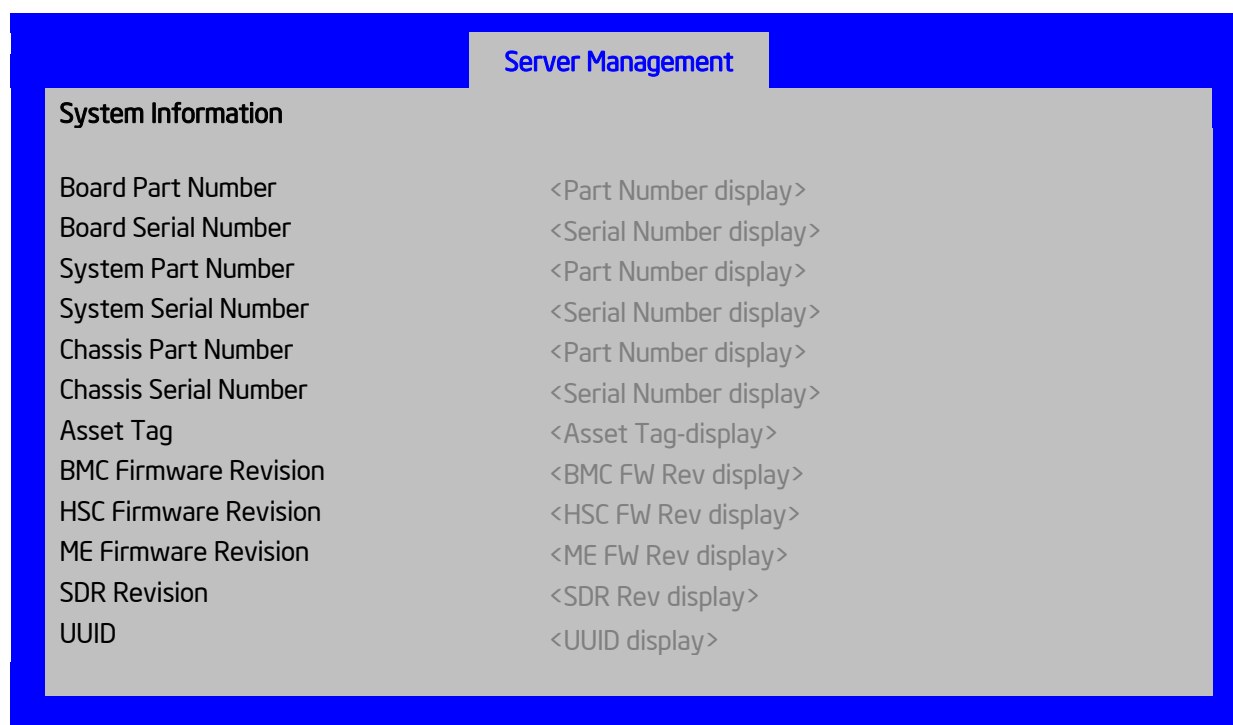 Server Management
System Information
Board Part Number <Part Number display>
Board Serial Number <Serial Number display>
System Part Number <Part Number display>
System Serial Number <Serial Number display>
Chassis Part Number <Part Number display>
Chassis Serial Number <Serial Number display>
Asset Tag <Asset Tag-display>
BMC Firmware Revision <BMC FW Rev display>
HSC Firmware Revision <HSC FW Rev display>
ME Firmware Revision <ME FW Rev display>
SDR Revision <SDR Rev display>
UUID <UUID display>